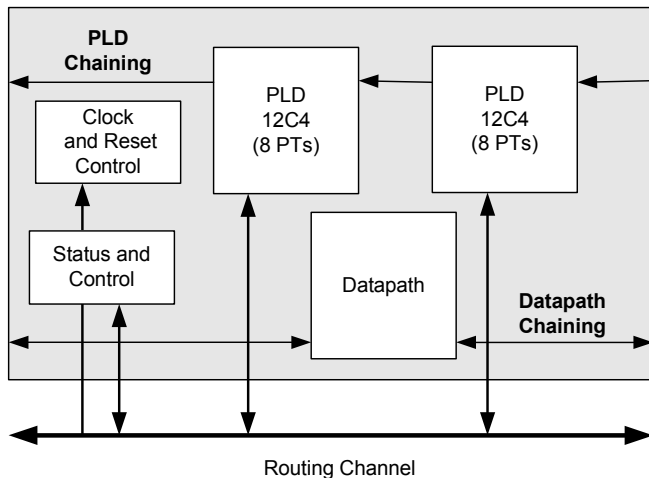 PLD
Chaining
PLD
12C4
(8 PTs)
PLD
12C4
(8 PTs)
Clock
and Reset
Control
Status and
Control
Datapath
Datapath
Chaining
Routing Channel